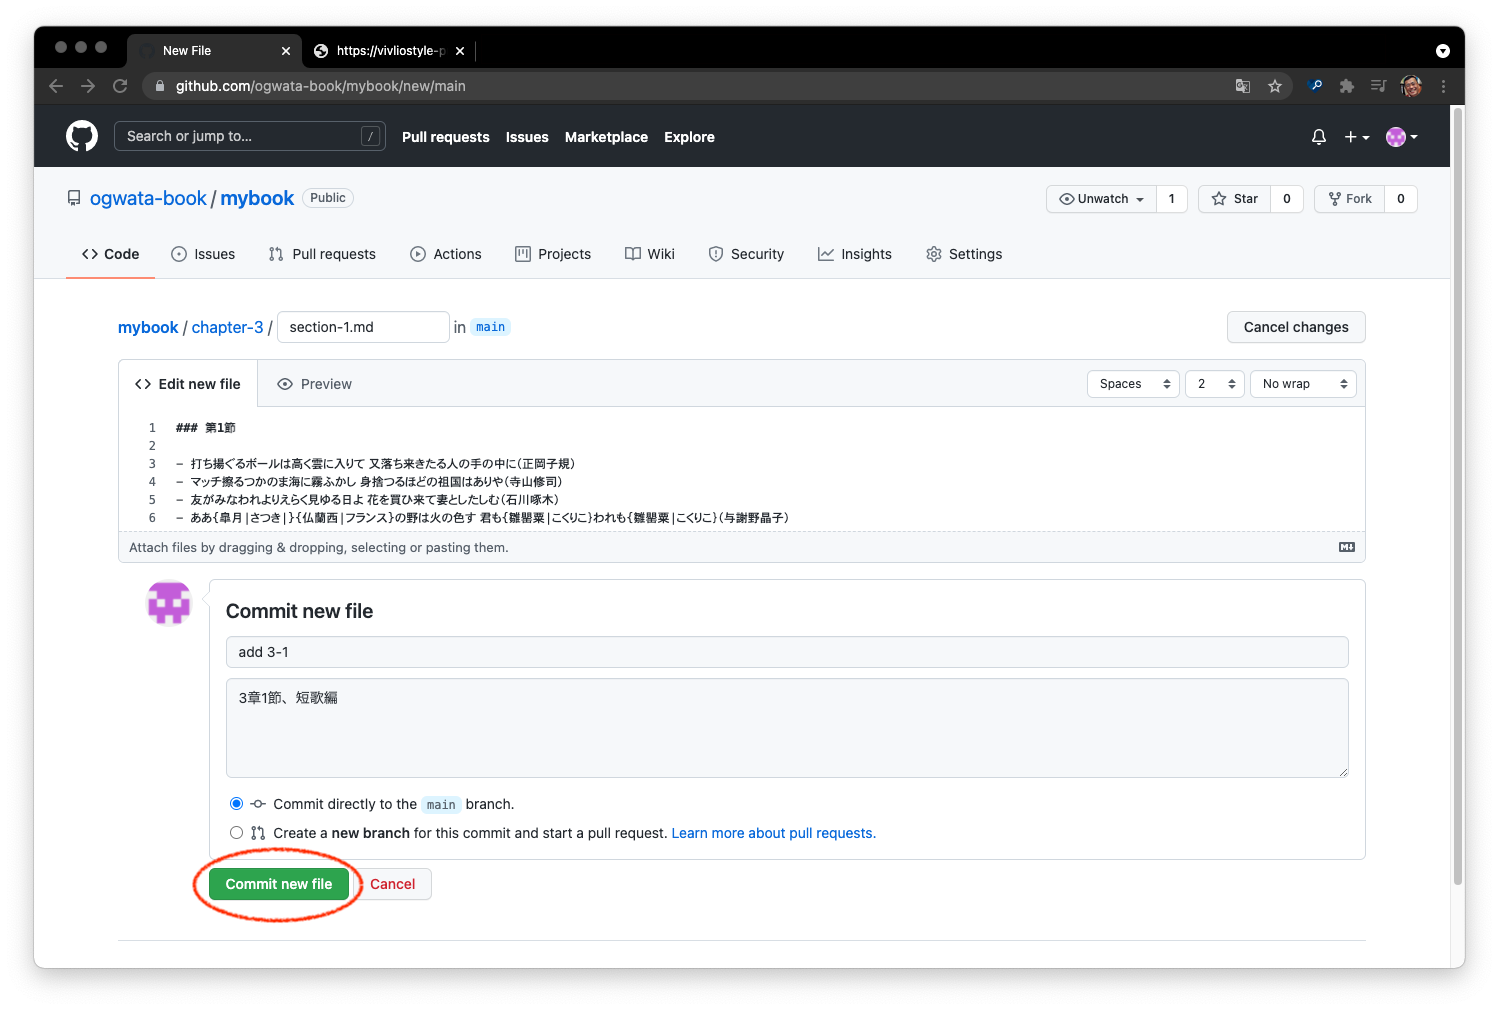 New File
https://vivliostyle-p
github.com/ogwata-book/mybook/new/main
Search or jump to... /
Pull requests Issues Marketplace Explore
ogwata-book / mybook Public
Unwatch 1 Star 0 Fork 0
Code Issues Pull requests Actions Projects Wiki Security Insights Settings
mybook / chapter-3 / section-1.md in main
Cancel changes
Edit new file Preview
Spaces 2 No wrap
1 ### 第1節
2
3 - 打ち揚ぐるボールは高く雲に入りて 又落ち来きたる人の手の中に（正岡子規）
4 - マッチ擦るつかのま海に霧ふかし 身捨つるほどの祖国はありや（寺山修司）
5 - 友がみなわれよりえらく見ゆる日よ 花を買ひ来て妻としたしむ（石川啄木）
6 - ああ{皐月|さつき|}{仏蘭西|フランス}の野は火の色す 君も{雛罌粟|こくりこ}われも{雛罌粟|こくりこ}（与謝野晶子）
Attach files by dragging & dropping, selecting or pasting them.
Commit new file
add 3-1
3章1節、短歌編
Commit directly to the main branch.
Create a new branch for this commit and start a pull request. Learn more about pull requests.
Commit new file Cancel